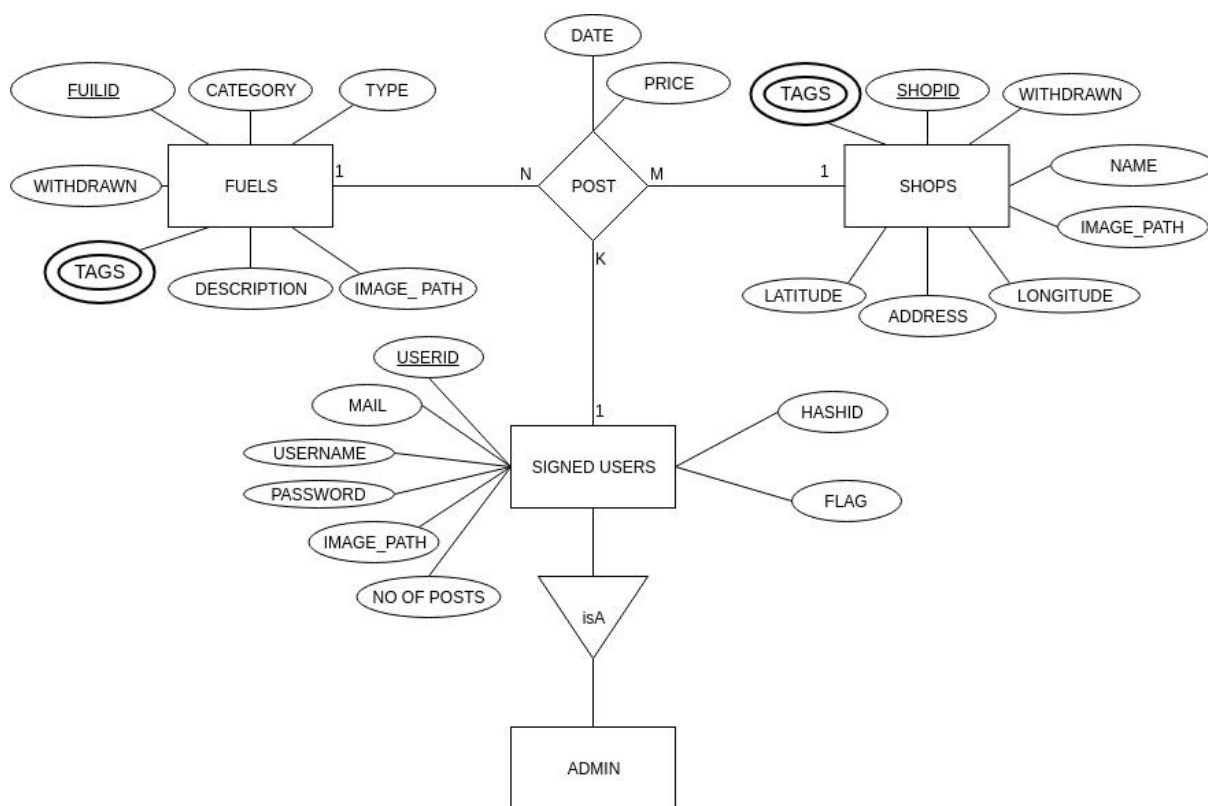 DATE
PRICE
FUILID
CATEGORY
TYPE
TAGS
SHOPID
WITHDRAWN
WITHDRAWN
FUELS
1
N
POST
M
1
SHOPS
NAME
IMAGE_PATH
TAGS
DESCRIPTION
IMAGE_ PATH
K
LATITUDE
ADDRESS
LONGITUDE
USERID
MAIL
USERNAME
PASSWORD
IMAGE_PATH
NO OF POSTS
1
SIGNED USERS
HASHID
FLAG
isA
ADMIN